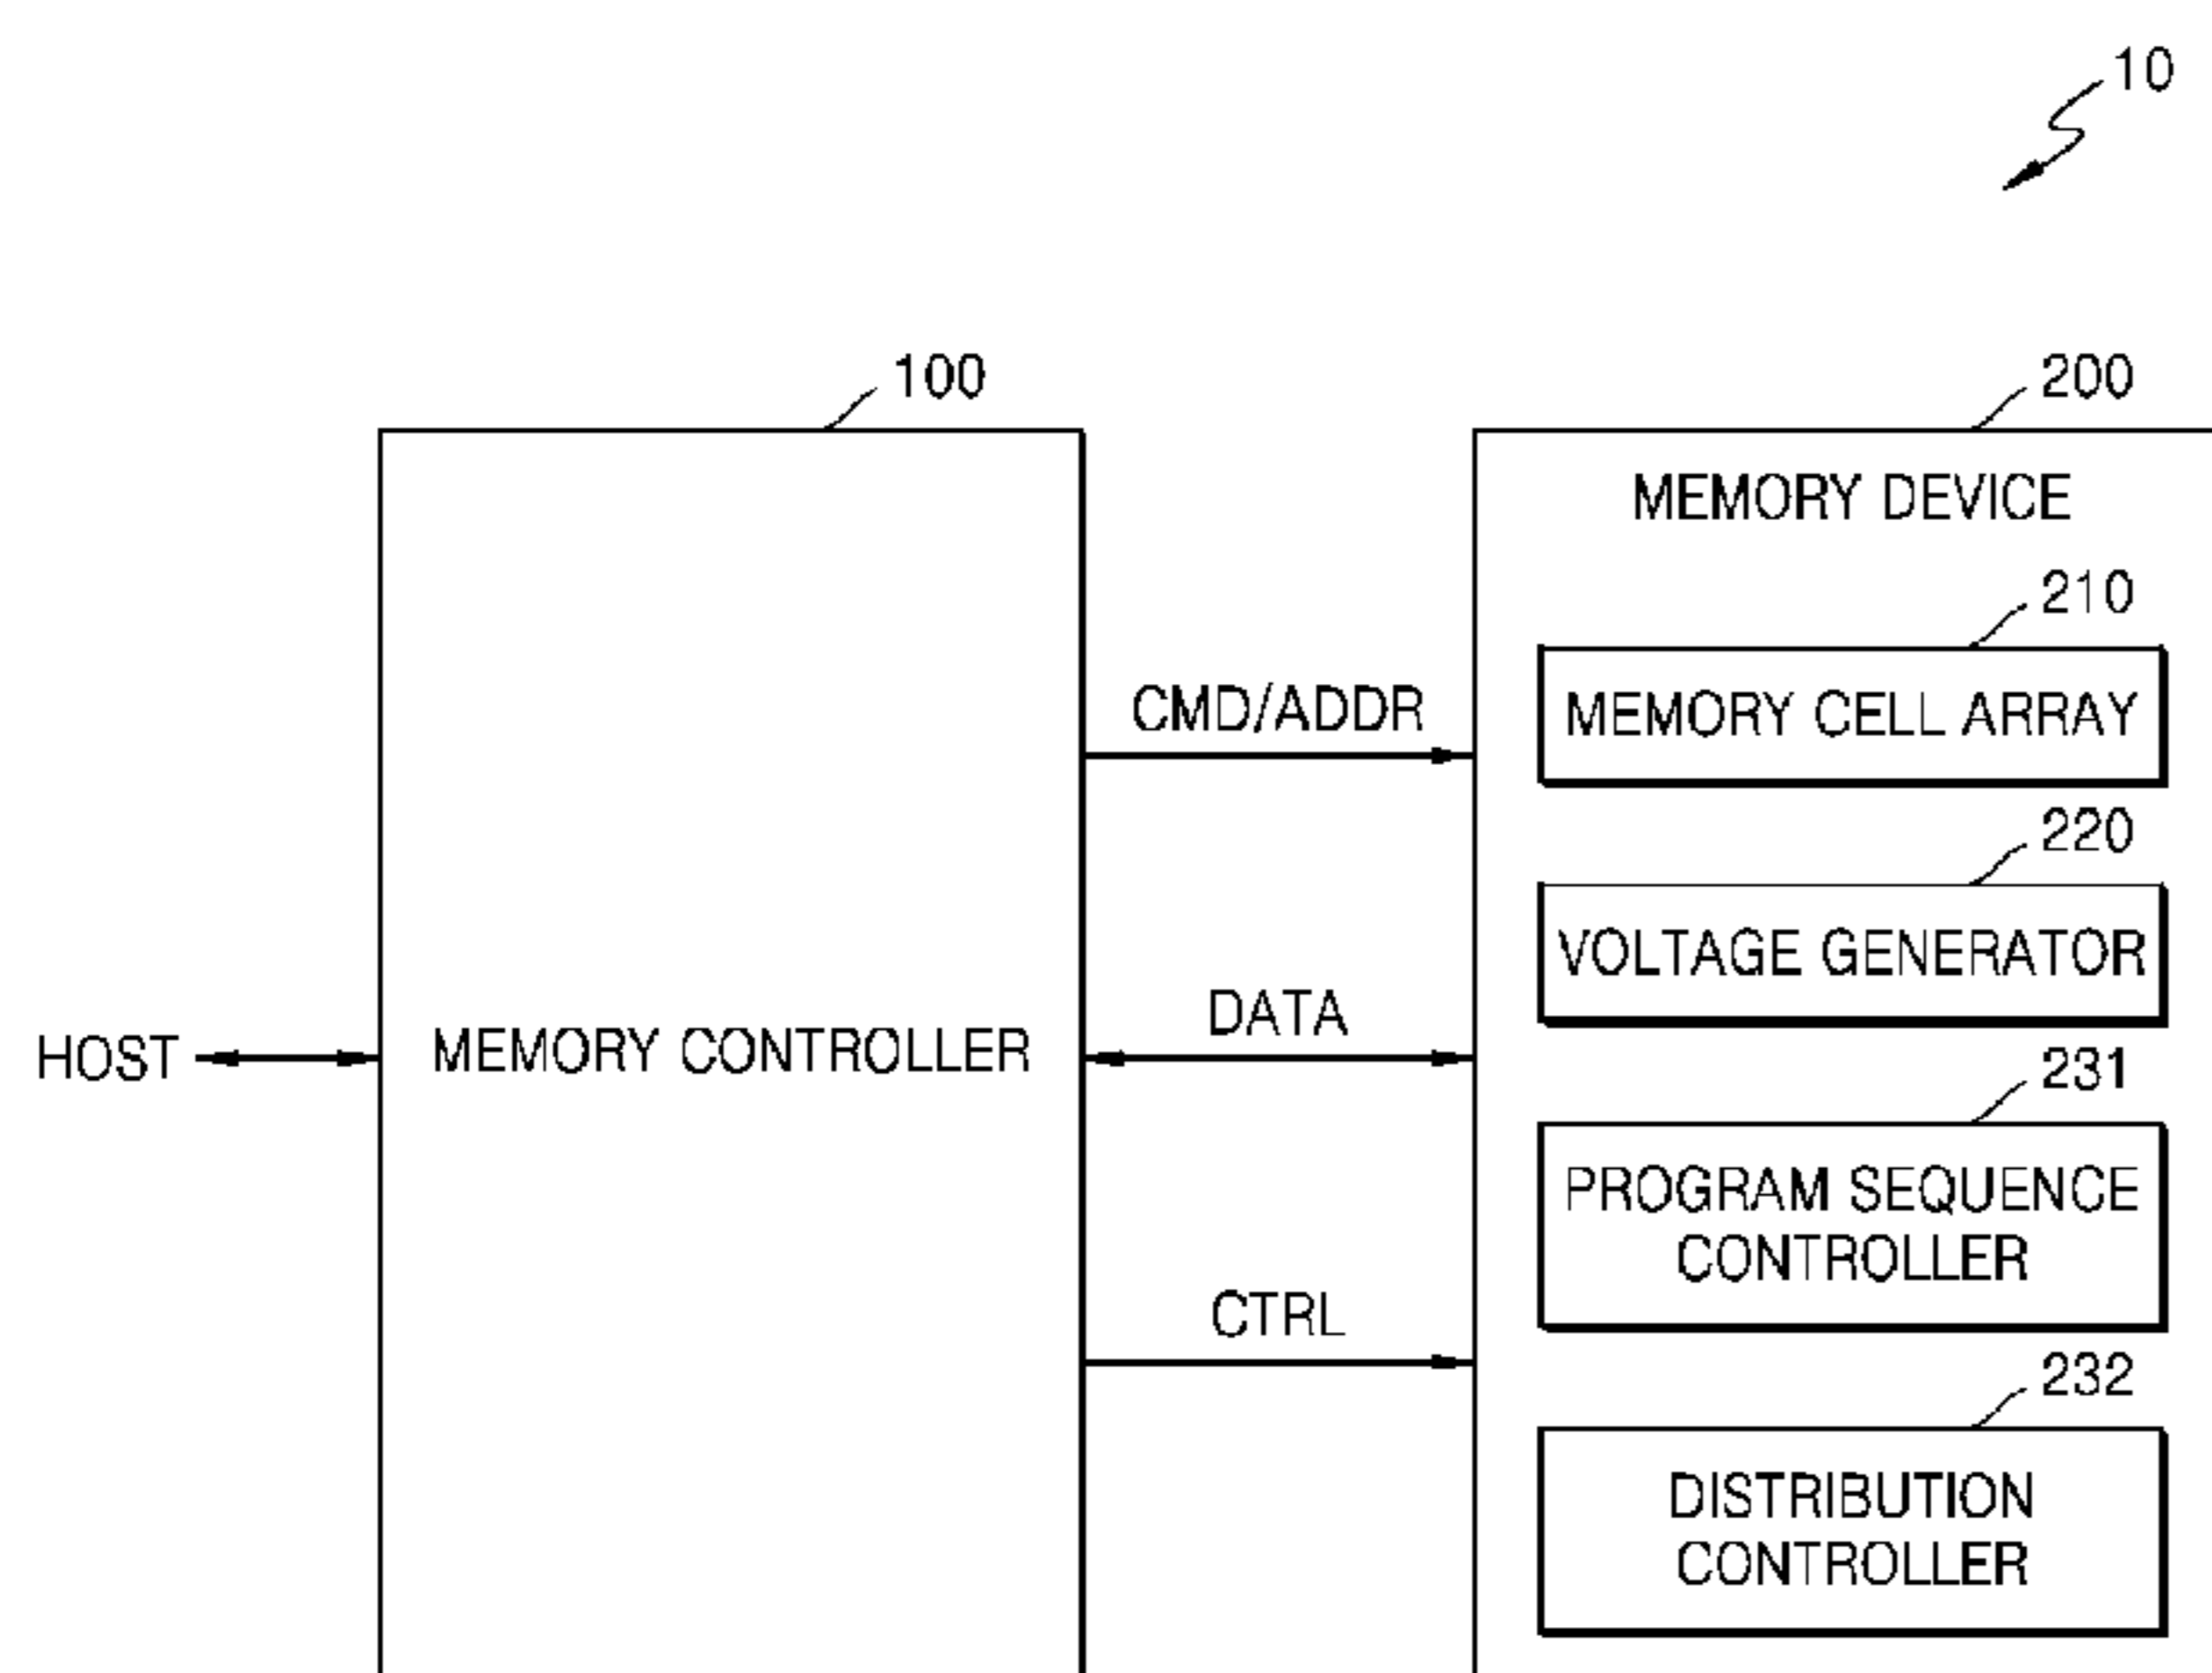 10
100
200
MEMORY DEVICE
210
MEMORY CELL ARRAY
CMD/ADDR
220
VOLTAGE GENERATOR
DATA
HOST
MEMORY CONTROLLER
231
PROGRAM SEQUENCE
CONTROLLER
CTRL
232
DISTRIBUTION
CONTROLLER